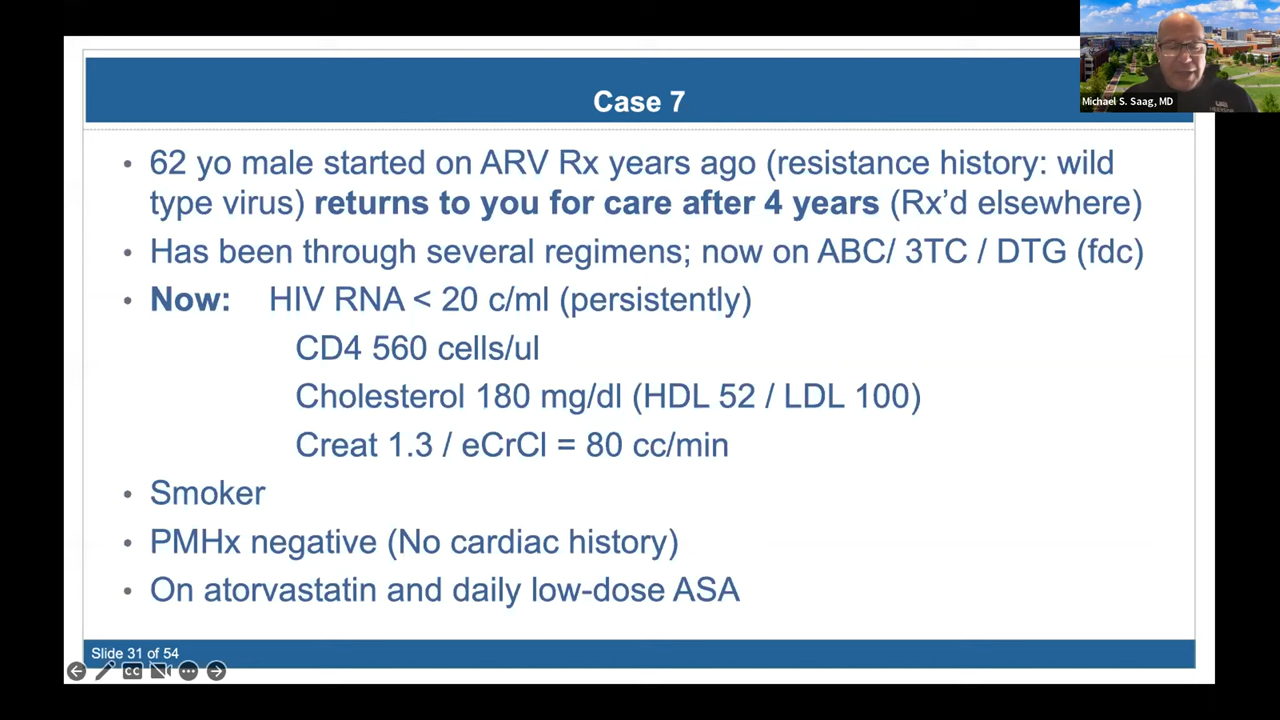 Case 7
Michael S. Saag, MD
• 62 yo male started on ARV Rx years ago (resistance history: wild
type virus) returns to you for care after 4 years (Rx'd elsewhere)
• Has been through several regimens; now on ABC/ 3TC / DTG (fdc)
• Now: HIV RNA < 20 c/ml (persistently)
CD4 560 cells/ul
Cholesterol 180 mg/dl (HDL 52 / LDL 100)
Creat 1.3 / eCrCl = 80 cc/min
• Smoker
• PMHx negative (No cardiac history)
• On atorvastatin and daily low-dose ASA
Slide 31 of 54
CC